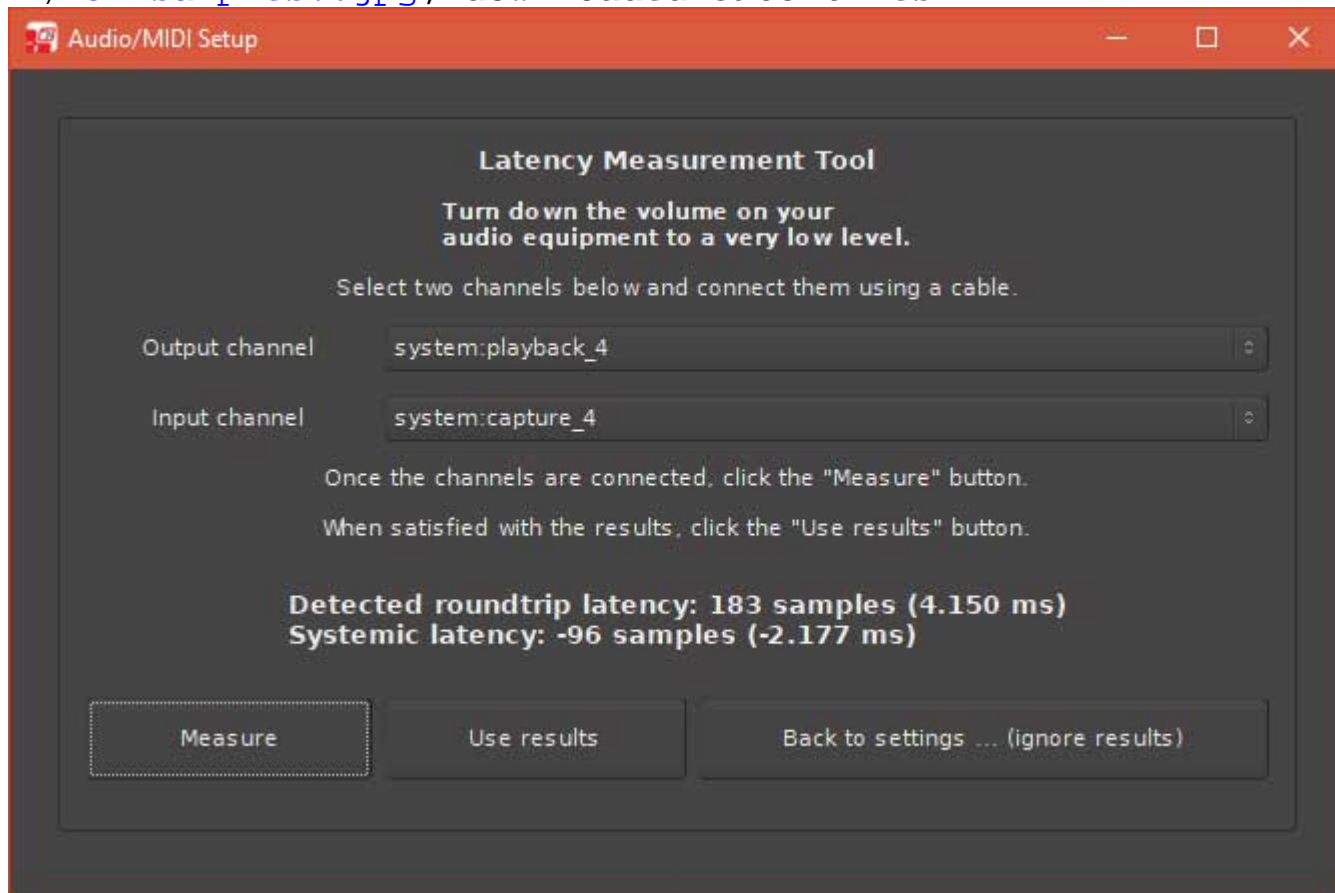 Audio/MIDI Setup
Latency Measurement Tool
Turn down the volume on your
audio equipment to a very low level.
Select two channels below and connect them using a cable.
Output channel system:playback_4
Input channel system:capture_4
Once the channels are connected, click the "Measure" button.
When satisfied with the results, click the "Use results" button.
Detected roundtrip latency: 183 samples (4.150 ms)
Systemic latency: -96 samples (-2.177 ms)
Measure Use results Back to settings ... (ignore results)